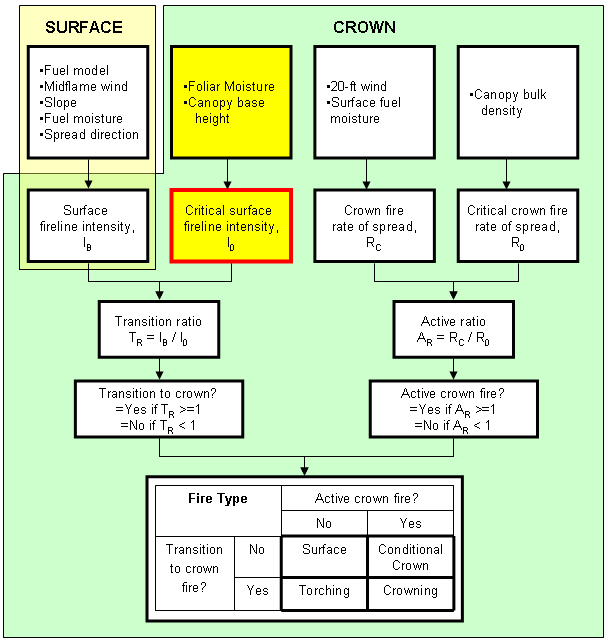 SURFACE
CROWN
•Fuel model
•Midflame wind
•Slope
•Fuel moisture
•Spread direction
•Foliar Moisture
•Canopy base
height
•20-ft wind
•Surface fuel
moisture
•Canopy bulk
density
Surface
fireline intensity,
I_B
Critical surface
fireline intensity,
I_0
Crown fire
rate of spread,
R_C
Critical crown fire
rate of spread,
R_0
Transition ratio
T_R = I_B / I_0
Active ratio
A_R = R_C / R_0
Transition to crown?
=Yes if T_R >=1
=No if T_R < 1
Active crown fire?
=Yes if A_R >=1
=No if A_R < 1
Fire Type
Active crown fire?
No
Yes
Transition
to crown
fire?
No
Surface
Conditional
Crown
Yes
Torching
Crowning